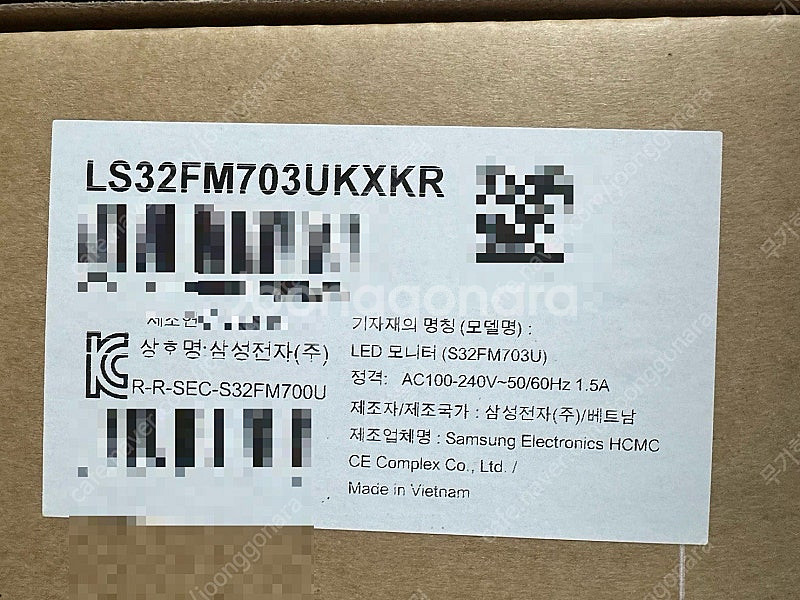 LS32FM703UKXKR
joonggonara
상호명:삼성전자(주)
R-R-SEC-S32FM700U
기자재의 명칭 (모델명) :
LED 모니터 (S32FM703U)
정격: AC100-240V~50/60Hz 1.5A
제조자/제조국가 : 삼성전자(주)/베트남
제조업체명 : Samsung Electronics HCMC
CE Complex Co., Ltd. /
Made in Vietnam